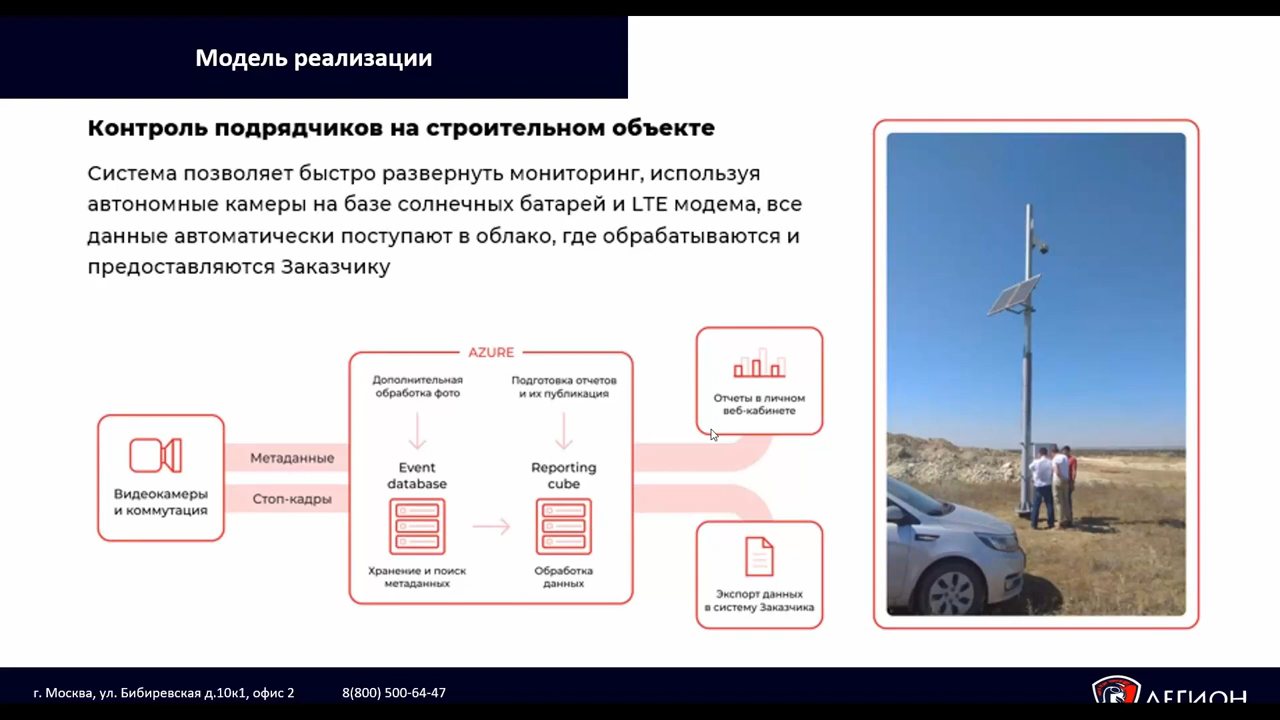 Модель реализации
Контроль подрядчиков на строительном объекте
Система позволяет быстро развернуть мониторинг, используя
автономные камеры на базе солнечных батарей и LTE модема, все
данные автоматически поступают в облако, где обрабатываются и
предоставляются Заказчику
AZURE
Дополнительная
обработка фото
Подготовка отчетов
и их публикация
Отчеты в личном
веб-кабинете
Метаданные
Стоп-кадры
Видеокамеры
и коммутация
Event
database
Reporting
cube
Хранение и поиск
метаданных
Обработка
данных
Экспорт данных
в систему Заказчика
г. Москва, ул. Бибиревская д.10к1, офис 2
8(800) 500-64-47
ЛЕГИОН